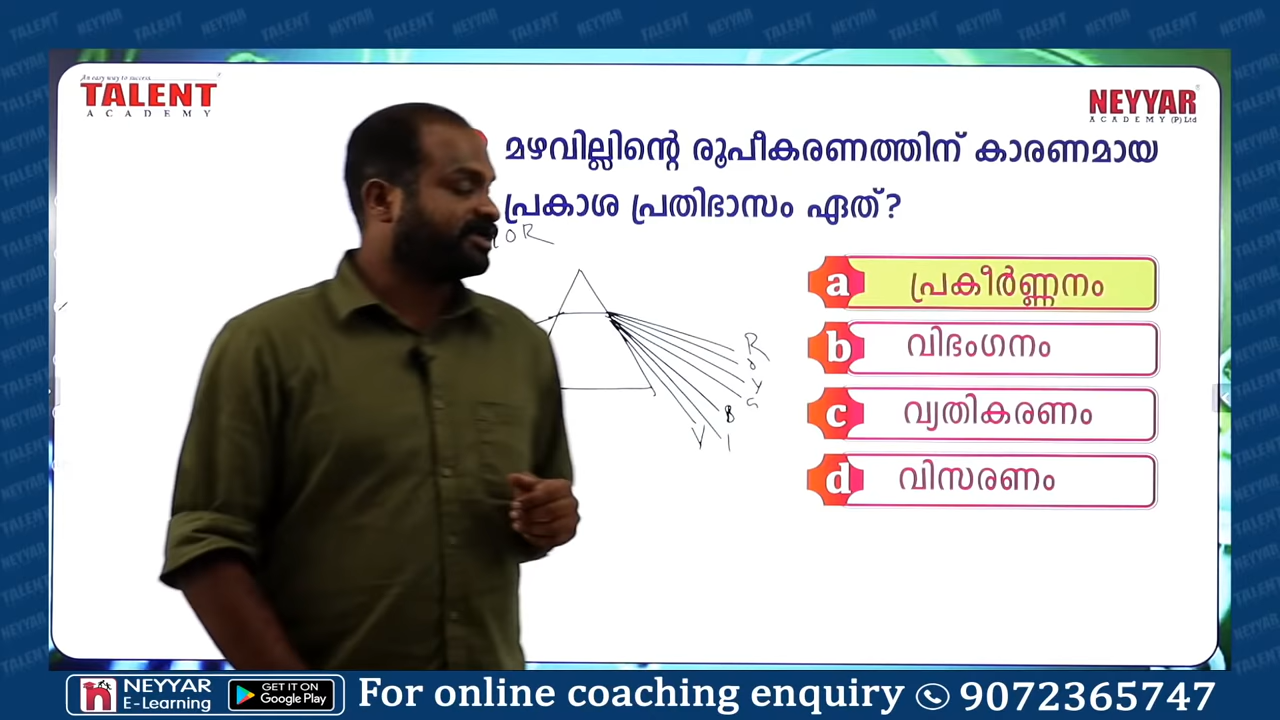 An easy way to success...
TALENT
ACADEMY
NEYYAR
ACADEMY (P) Ltd
മഴവില്ലിന്റെ രൂപീകരണത്തിന് കാരണമായ
പ്രകാശ പ്രതിഭാസം ഏത്?
OR
a പ്രകീർണ്ണനം
b വിഭംഗനം
c വ്യതികരണം
d വിസരണം
R
O
Y
G
B
I
V
NEYYAR
E-Learning
GET IT ON
Google Play
For online coaching enquiry 9072365747